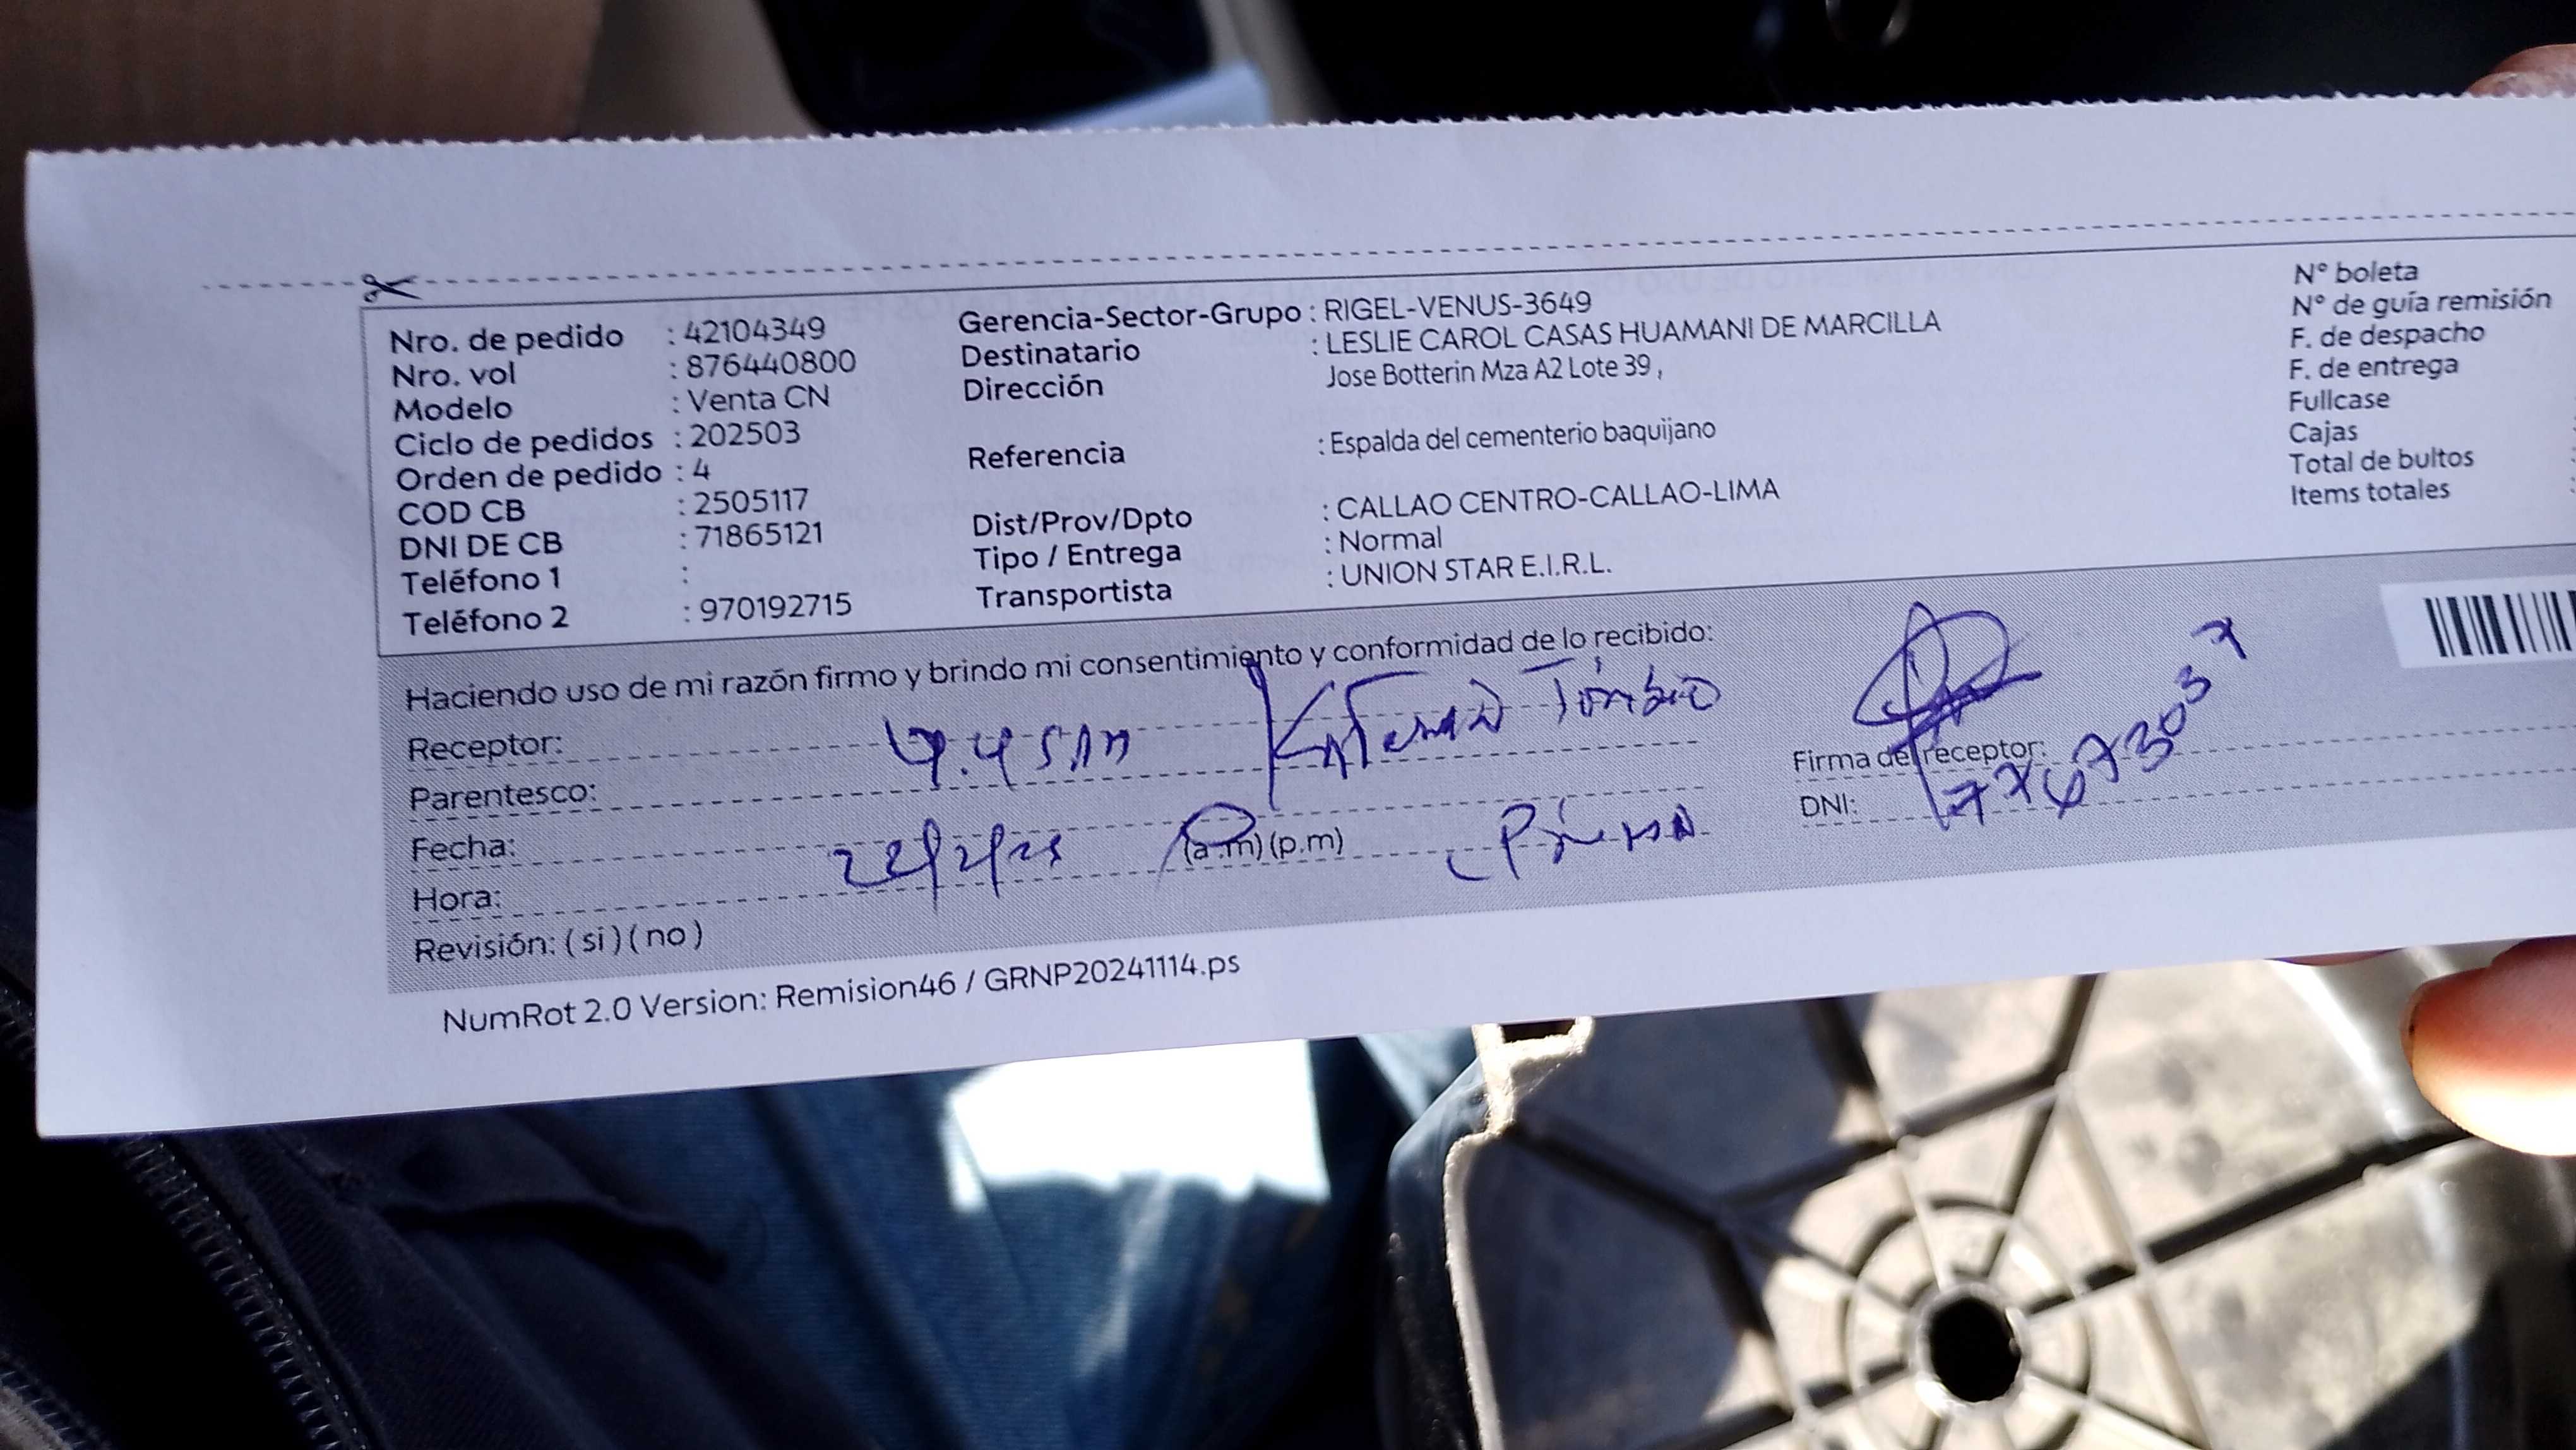 Nro. de pedido : 42104349
Nro. vol : 876440800
Modelo : Venta CN
Ciclo de pedidos : 202503
Orden de pedido : 4
COD CB : 2505117
DNI DE CB : 71865121
Teléfono 1 :
Teléfono 2 : 970192715
Gerencia-Sector-Grupo : RIGEL-VENUS-3649
Destinatario : LESLIE CAROL CASAS HUAMANI DE MARCILLA
Dirección Jose Botterin Mza A2 Lote 39 ,
Referencia : Espalda del cementerio baquijano
Dist/Prov/Dpto : CALLAO CENTRO-CALLAO-LIMA
Tipo / Entrega : Normal
Transportista : UNION STAR E.I.R.L.
N° boleta
N° de guía remisión
F. de despacho
F. de entrega
Fullcase
Cajas
Total de bultos
Items totales
Haciendo uso de mi razón firmo y brindo mi consentimiento y conformidad de lo recibido:
Receptor:
Parentesco:
Fecha: 22/2/25
Hora: (a.m)(p.m)
Revisión: ( si ) ( no )
Firma del receptor:
DNI:
NumRot 2.0 Version: Remision46 / GRNP20241114.ps